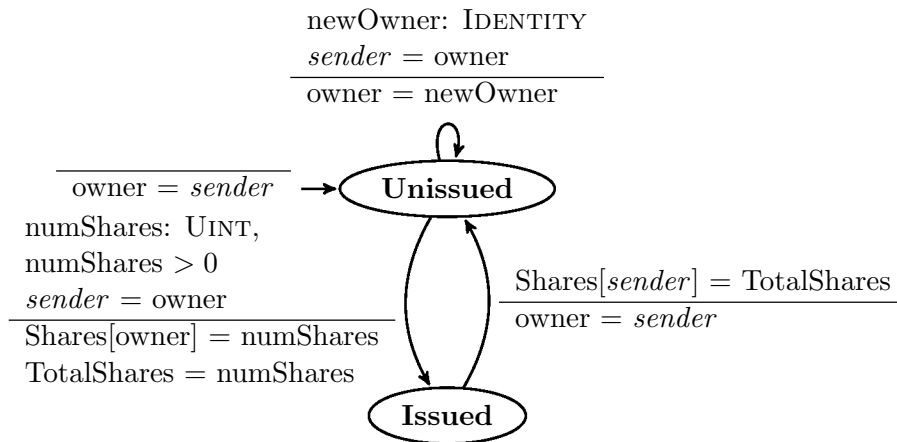 newOwner: IDENTITY
sender = owner
owner = newOwner
owner = sender
Unissued
numShares: UINT,
numShares > 0
sender = owner
Shares[owner] = numShares
TotalShares = numShares
Shares[sender] = TotalShares
owner = sender
Issued